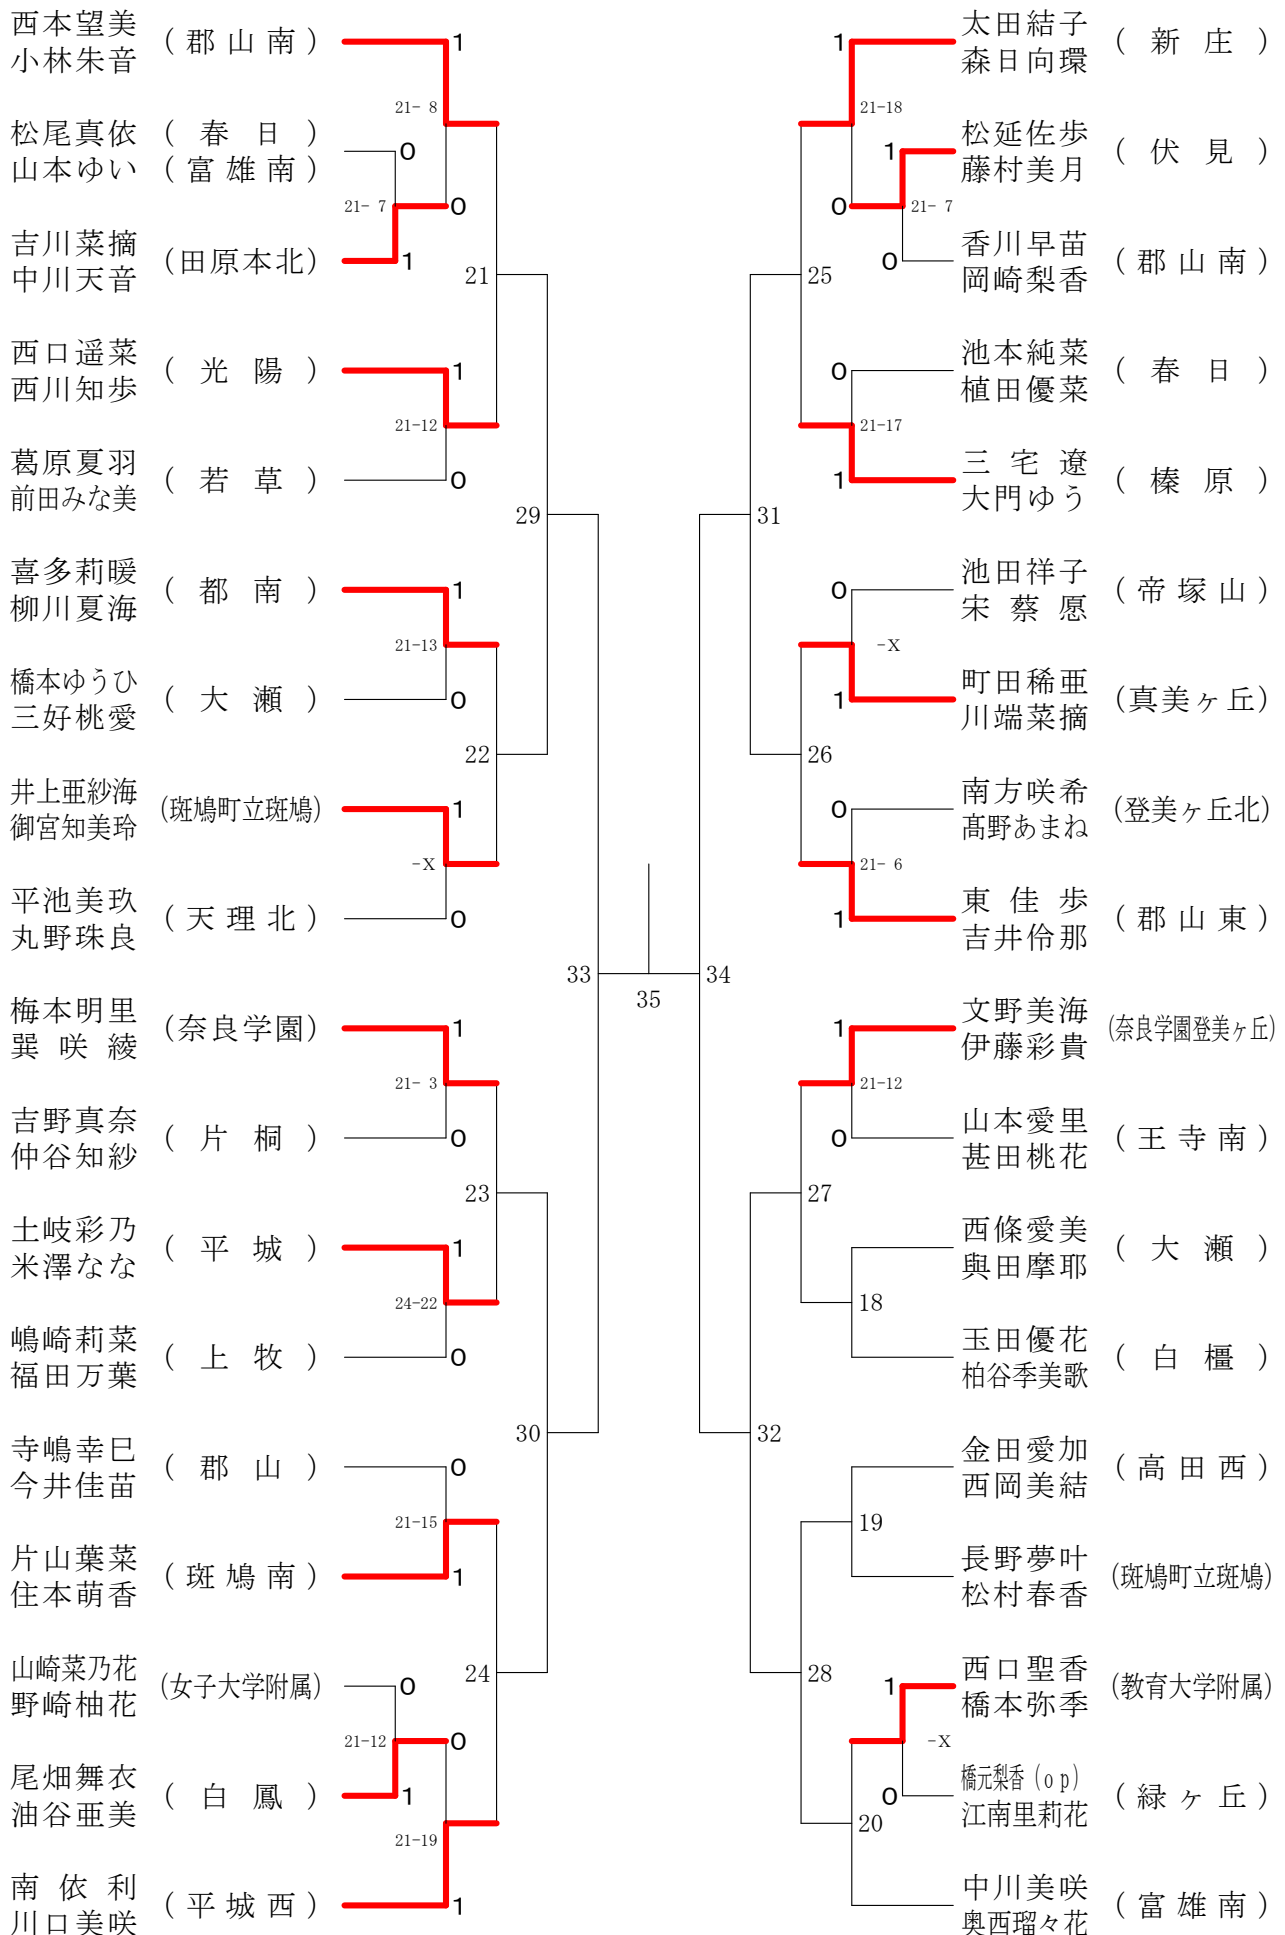 西本望美
小林朱音
(郡山南)
1
21- 8
松尾真依
山本ゆい
(春日)
(富雄南)
0
21- 7
0
吉川菜摘
中川天音
(田原本北)
1
21
西口遥菜
西川知歩
(光陽)
1
21-12
葛原夏羽
前田みな美
(若草)
0
29
喜多莉暖
柳川夏海
(都南)
1
21-13
橋本ゆうひ
三好桃愛
(大瀬)
0
22
井上亜紗海
御宮知美玲
(斑鳩町立斑鳩)
1
-X
平池美玖
丸野珠良
(天理北)
0
33
梅本明里
巽咲綾
(奈良学園)
1
21- 3
吉野真奈
仲谷知紗
(片桐)
0
23
土岐彩乃
米澤なな
(平城)
1
24-22
嶋崎莉菜
福田万葉
(上牧)
0
30
寺嶋幸巳
今井佳苗
(郡山)
0
21-15
片山葉菜
住本萌香
(斑鳩南)
1
24
山崎菜乃花
野崎柚花
(女子大学附属)
0
21-12
0
尾畑舞衣
油谷亜美
(白鳳)
1
21-19
南依利
川口美咲
(平城西)
1
35
太田結子
森日向環
(新庄)
1
21-18
松延佐歩
藤村美月
(伏見)
1
0
21- 7
香川早苗
岡崎梨香
(郡山南)
0
25
池本純菜
植田優菜
(春日)
0
21-17
三宅遼
大門ゆう
(榛原)
1
31
池田祥子
宋蔡愿
(帝塚山)
0
-X
町田稀亜
川端菜摘
(真美ヶ丘)
1
26
南方咲希
髙野あまね
(登美ヶ丘北)
0
21- 6
東佳歩
吉井伶那
(郡山東)
1
34
文野美海
伊藤彩貴
(奈良学園登美ヶ丘)
1
21-12
山本愛里
甚田桃花
(王寺南)
0
27
西條愛美
與田摩耶
(大瀬)
18
玉田優花
柏谷季美歌
(白橿)
32
金田愛加
西岡美結
(高田西)
19
長野夢叶
松村春香
(斑鳩町立斑鳩)
28
西口聖香
橋本弥季
(教育大学附属)
1
-X
橋元梨香(op)
江南里莉花
(緑ヶ丘)
0
20
中川美咲
奥西瑠々花
(富雄南)